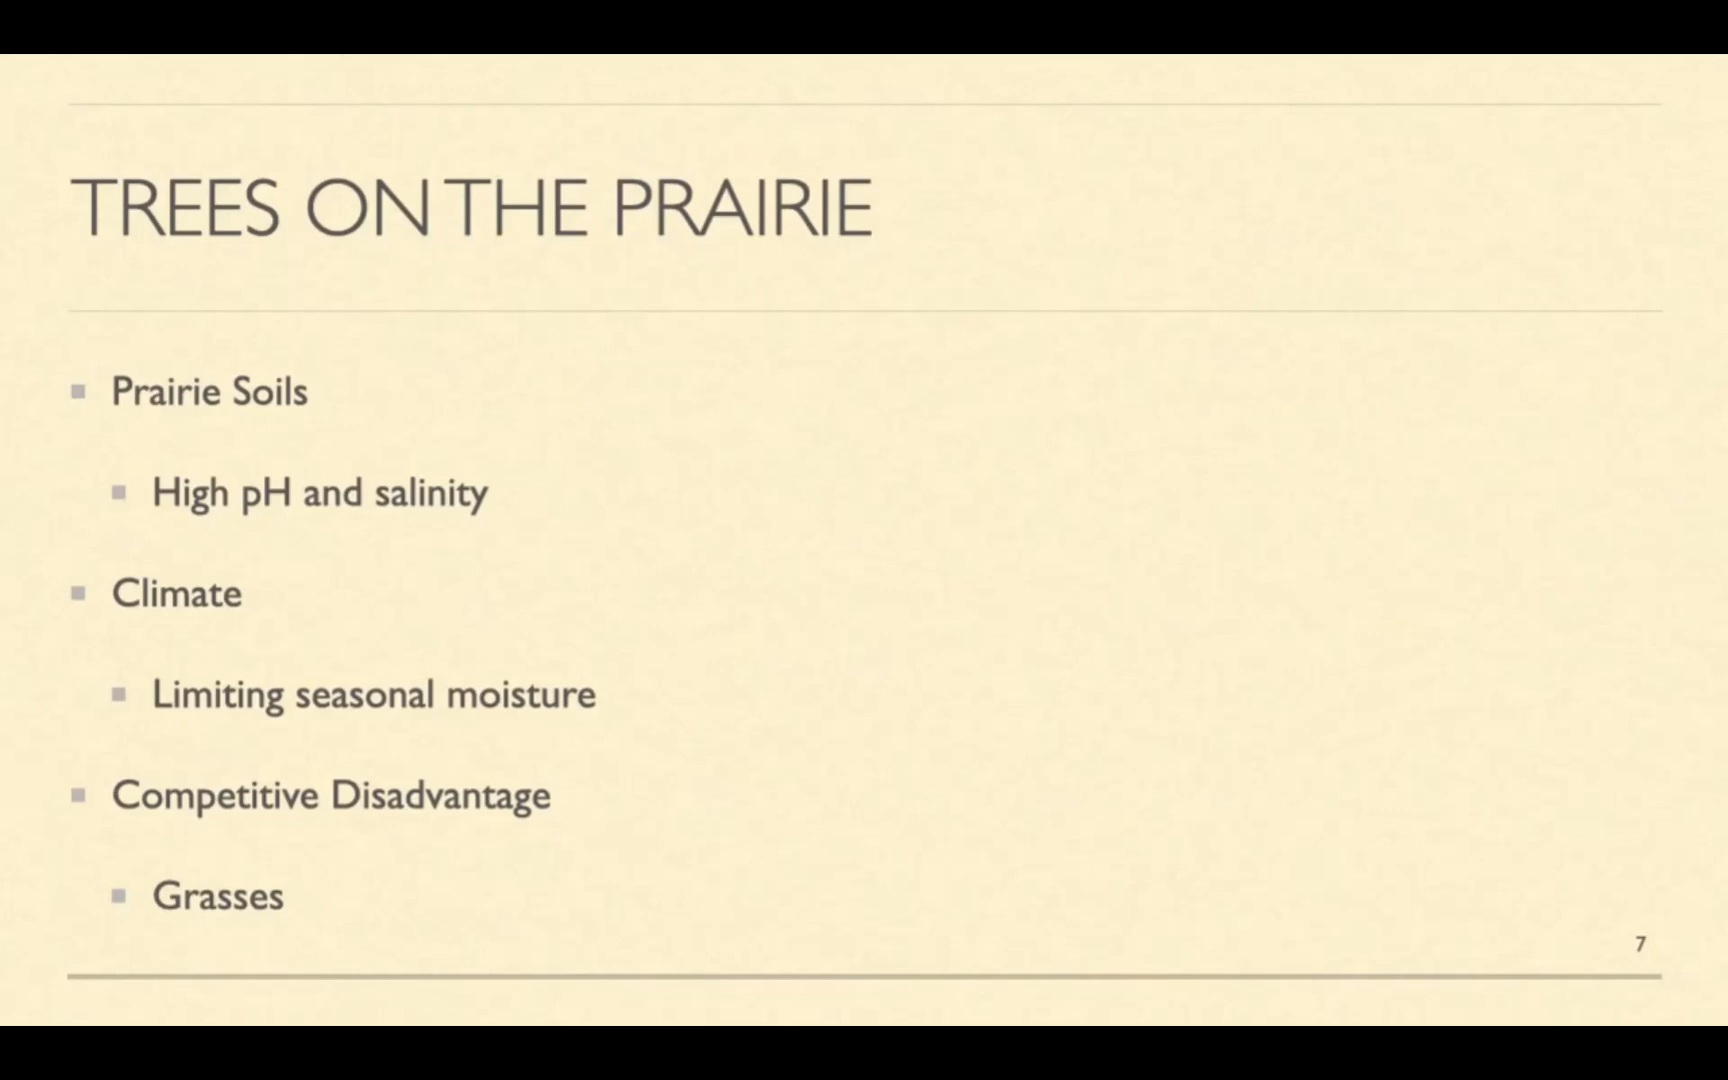 TREES ON THE PRAIRIE
Prairie Soils
High pH and salinity
Climate
Limiting seasonal moisture
Competitive Disadvantage
Grasses
7